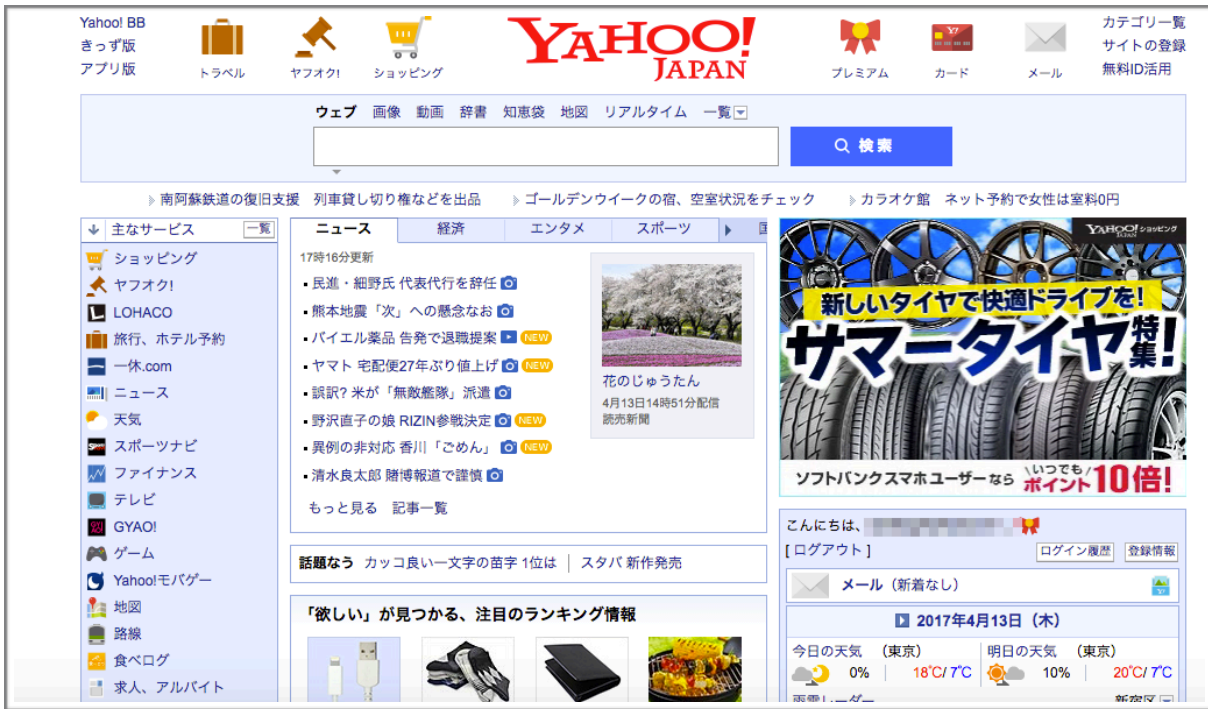 Yahoo! BB
きっず版
アプリ版
トラベル
ヤフオク!
ショッピング
YAHOO!
JAPAN
プレミアム
Y!
カード
メール
カテゴリ一覧
サイトの登録
無料ID活用
ウェブ 画像 動画 辞書 知恵袋 地図 リアルタイム 一覧
検索
南阿蘇鉄道の復旧支援 列車貸し切り権などを出品
ゴールデンウイークの宿、空室状況をチェック
カラオケ館 ネット予約で女性は室料0円
主なサービス 一覧
ショッピング
ヤフオク!
LOHACO
旅行、ホテル予約
一休.com
ニュース
天気
スポーツナビ
ファイナンス
テレビ
GYAO!
ゲーム
Yahoo!モバゲー
地図
路線
食べログ
求人、アルバイト
ニュース 経済 エンタメ スポーツ
17時16分更新
民進・細野氏 代表代行を辞任
熊本地震「次」への懸念なお
バイエル薬品 告発で退職提案 NEW
ヤマト 宅配便27年ぶり値上げ NEW
誤訳? 米が「無敵艦隊」派遣
野沢直子の娘 RIZIN参戦決定 NEW
異例の非対応 香川「ごめん」 NEW
清水良太郎 賭博報道で謹慎
もっと見る 記事一覧
花のじゅうたん
4月13日14時51分配信
読売新聞
話題なう カッコ良い一文字の苗字 1位は スタバ 新作発売
「欲しい」が見つかる、注目のランキング情報
YAHOO! JAPAN ショッピング
新しいタイヤで快適ドライブを!
サマータイヤ特集!
ソフトバンクスマホユーザーなら いつでも ポイント10倍!
こんにちは、
[ ログアウト ] ログイン履歴 登録情報
メール (新着なし)
2017年4月13日(木)
今日の天気 (東京) 明日の天気 (東京)
0% 18℃/ 7℃ 10% 20℃/ 7℃
雨雲レーダー 新宿区